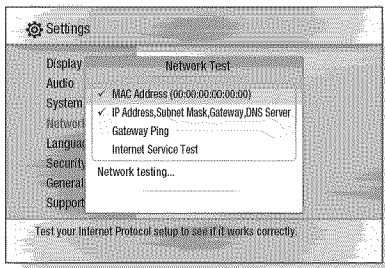 Settings
Display
Network Test
Audio
✓ MAC Address (00:00:00:00:00:00)
System
✓ IP Address,Subnet Mask,Gateway,DNS Server
Network
Gateway Ping
Internet Service Test
Security
Network testing...
General
Support
Test your Internet Protocol setup to see if it works correctly.